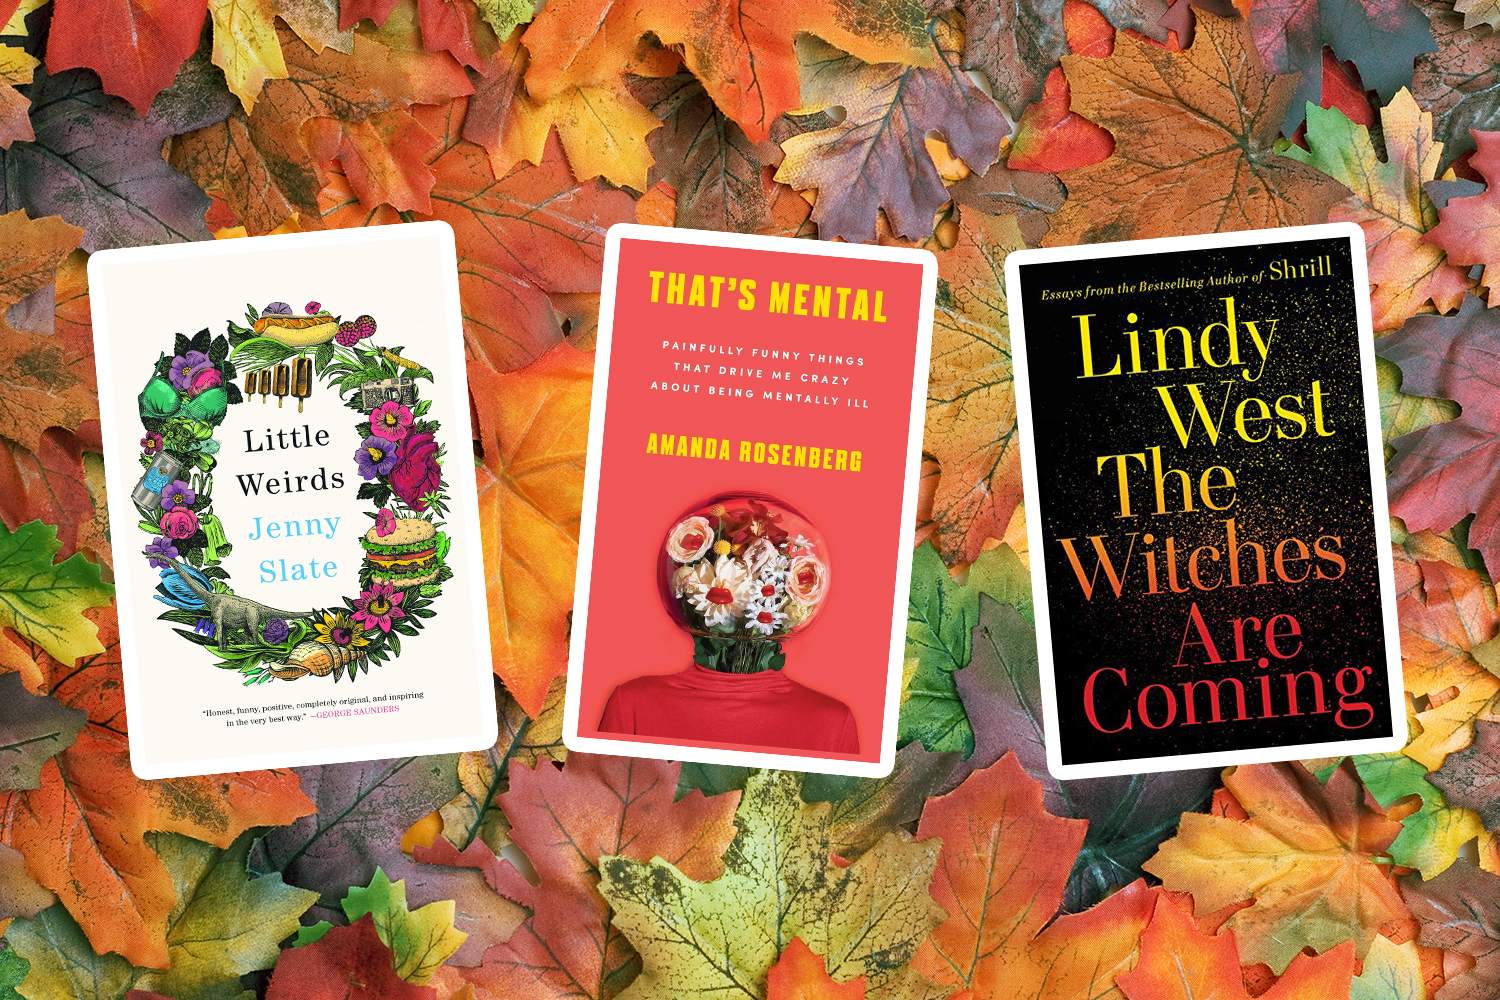 Little
Weirds
Jenny
Slate
“Honest, funny, positive, completely original, and inspiring
in the very best way.” —GEORGE SAUNDERS
THAT’S MENTAL
PAINFULLY FUNNY THINGS
THAT DRIVE ME CRAZY
ABOUT BEING MENTALLY ILL
AMANDA ROSENBERG
Essays from the Bestselling Author of Shrill
Lindy
West
The
Witches
Are
Coming